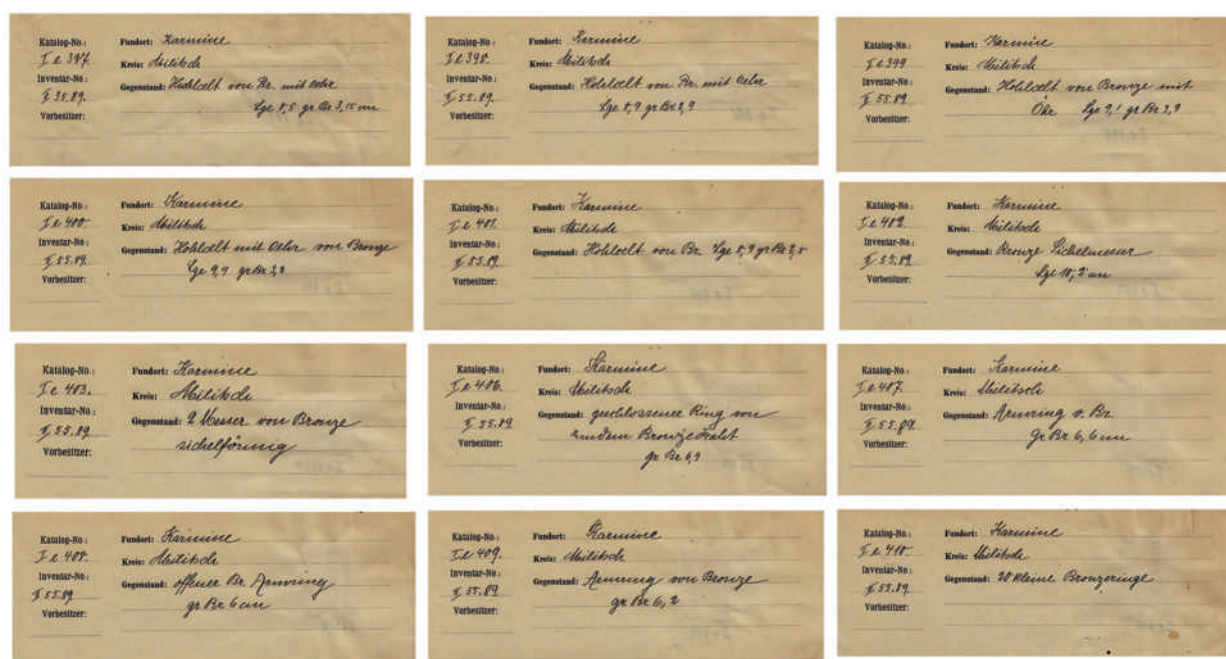 Katalog-No.: Fundort: Karmine
I e 397. Kreis: Militsch
Inventar-No.: Gegenstand: Hohlcelt von Br. mit Oehr
V 55.89. Lge 8,5 gr Br 3,15 cm
Vorbesitzer:
Katalog-No.: Fundort: Karmine
I e 398. Kreis: Militsch
Inventar-No.: Gegenstand: Hohlcelt von Br. mit Oehr
V 55.89. Lge 8,9 gr Br 2,9
Vorbesitzer:
Katalog-No.: Fundort: Karmine
I e 399 Kreis: Militsch
Inventar-No.: Gegenstand: Hohlcelt von Bronze mit
V 55.89. Öhr Lge 9,1 gr Br 2,9
Vorbesitzer:
Katalog-No.: Fundort: Karmine
I e 400. Kreis: Militsch
Inventar-No.: Gegenstand: Hohlcelt mit Oehr von Bronze
V 55.89. Lge 9,9 gr Br 2,8
Vorbesitzer:
Katalog-No.: Fundort: Karmine
I e 401. Kreis: Militsch
Inventar-No.: Gegenstand: Hohlcelt von Br. Lge 8,9 gr Br 2,8
V 55.89.
Vorbesitzer:
Katalog-No.: Fundort: Karmine
I e 402. Kreis: Militsch
Inventar-No.: Gegenstand: Bronze Sichelmesser
V 55.89. Lge 10,2 cm
Vorbesitzer:
Katalog-No.: Fundort: Karmine
I e 403. Kreis: Militsch
Inventar-No.: Gegenstand: 2 Messer von Bronze
V 55.89. sichelförmig
Vorbesitzer:
Katalog-No.: Fundort: Karmine
I e 406. Kreis: Militsch
Inventar-No.: Gegenstand: geschlossener Ring von
V 55.89. rundem Bronzedraht
Vorbesitzer: gr Br 6,9
Katalog-No.: Fundort: Karmine
I e 407. Kreis: Militsch
Inventar-No.: Gegenstand: Armring v. Br.
V 55.89. Gr Br 6,6 cm
Vorbesitzer:
Katalog-No.: Fundort: Karmine
I e 408. Kreis: Militsch
Inventar-No.: Gegenstand: offener Br. Armring
V 55.89 gr Br. 6 cm
Vorbesitzer:
Katalog-No.: Fundort: Karmine
I e 409. Kreis: Militsch
Inventar-No.: Gegenstand: Armring von Bronze
V 55.89. gr Br 6,2
Vorbesitzer:
Katalog-No.: Fundort: Karmine
I e 410. Kreis: Militsch
Inventar-No.: Gegenstand: 20 kleine Bronzeringe
V 55.89.
Vorbesitzer: